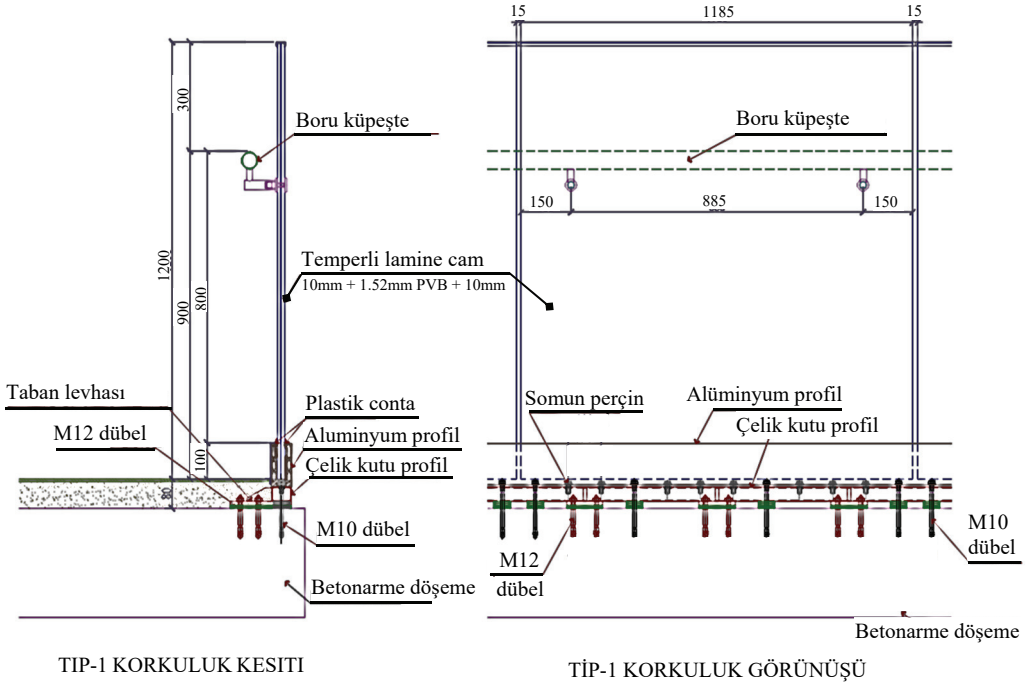 300
1200
900
800
100
80
Boru küpeşte
Temperli lamine cam
10mm + 1.52mm PVB + 10mm
Taban levhası
M12 dübel
Plastik conta
Aluminyum profil
Çelik kutu profil
M10 dübel
Betonarme döşeme
TIP-1 KORKULUK KESITI
15
1185
15
Boru küpeşte
150
885
150
Somun perçin
Alüminyum profil
Çelik kutu profil
M12
dübel
M10
dübel
Betonarme döşeme
TİP-1 KORKULUK GÖRÜNÜŞÜ